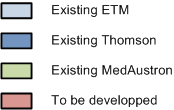 Existing ETM
Existing Thomson
Existing MedAustron
To be developped